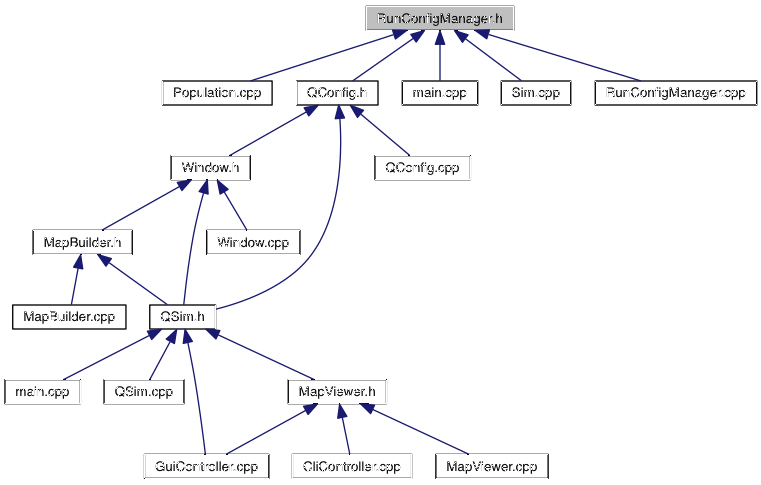 RunConfigManager.h
Population.cpp
QConfig.h
main.cpp
Sim.cpp
RunConfigManager.cpp
Window.h
QConfig.cpp
MapBuilder.h
Window.cpp
MapBuilder.cpp
QSim.h
main.cpp
QSim.cpp
MapViewer.h
GuiController.cpp
CliController.cpp
MapViewer.cpp